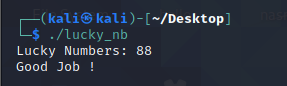 ┌──(kali㉿kali)-[~/Desktop]
└─$ ./lucky_nb
Lucky Numbers: 88
Good Job !